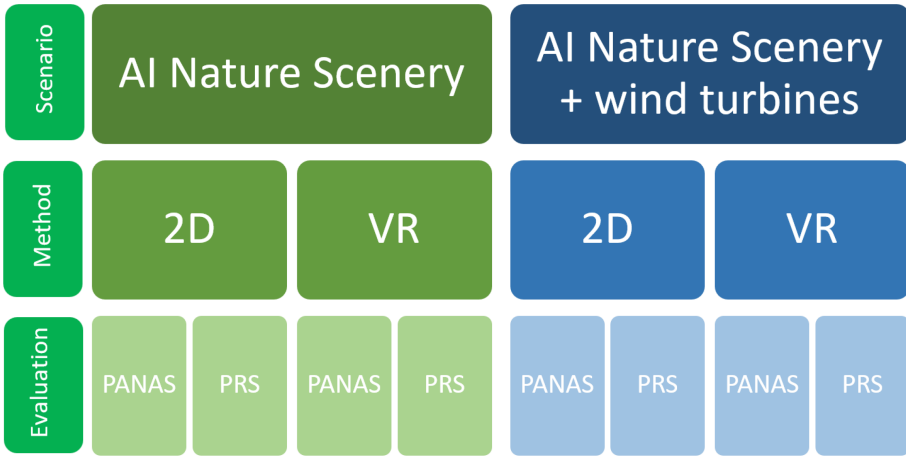 Scenario
AI Nature Scenery
AI Nature Scenery
+ wind turbines
Method
2D
VR
2D
VR
Evaluation
PANAS
PRS
PANAS
PRS
PANAS
PRS
PANAS
PRS